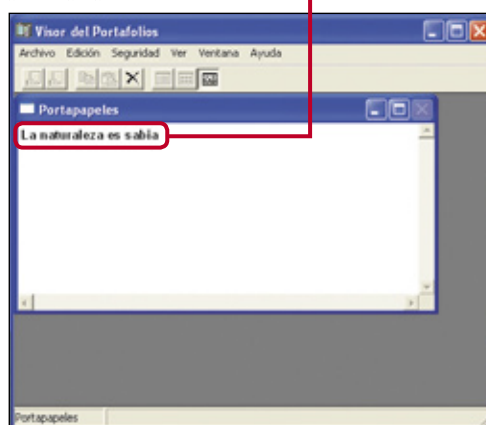 Visor del Portafolios
Archivo Edición Seguridad Ver Ventana Ayuda
Portapapeles
La naturaleza es sabia
Portapapeles